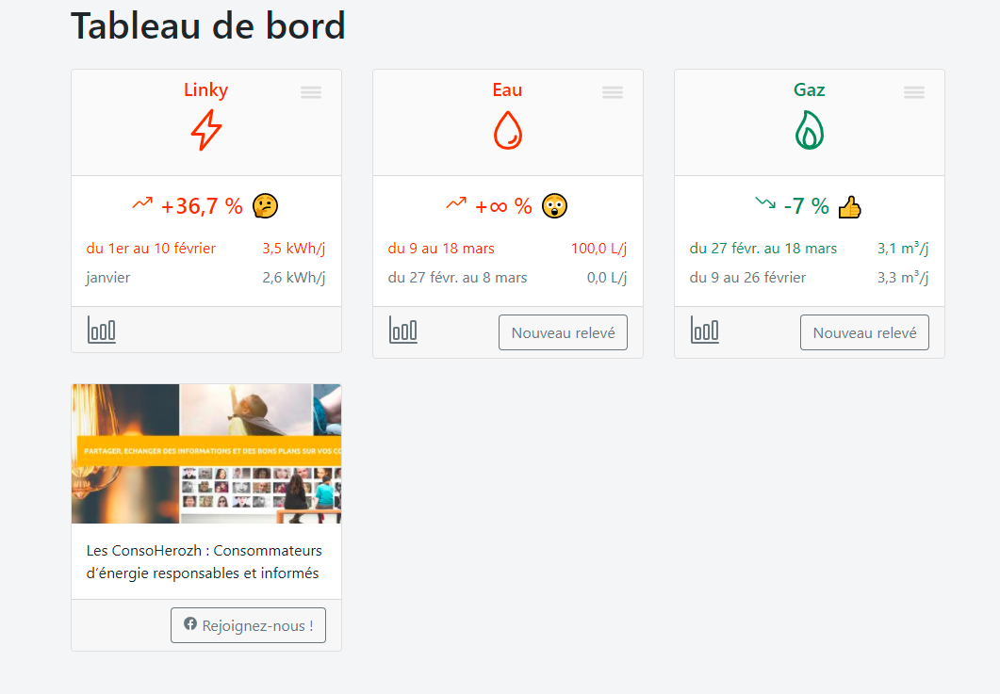 Tableau de bord
Linky
+36,7 %
du 1er au 10 février 3,5 kWh/j
janvier 2,6 kWh/j
Eau
+∞ %
du 9 au 18 mars 100,0 L/j
du 27 févr. au 8 mars 0,0 L/j
Nouveau relevé
Gaz
-7 %
du 27 févr. au 18 mars 3,1 m³/j
du 9 au 26 février 3,3 m³/j
Nouveau relevé
PARTAGER, ECHANGER DES INFORMATIONS ET DES BONS PLANS SUR VOS
Les ConsoHerozh : Consommateurs
d’énergie responsables et informés
Rejoignez-nous !